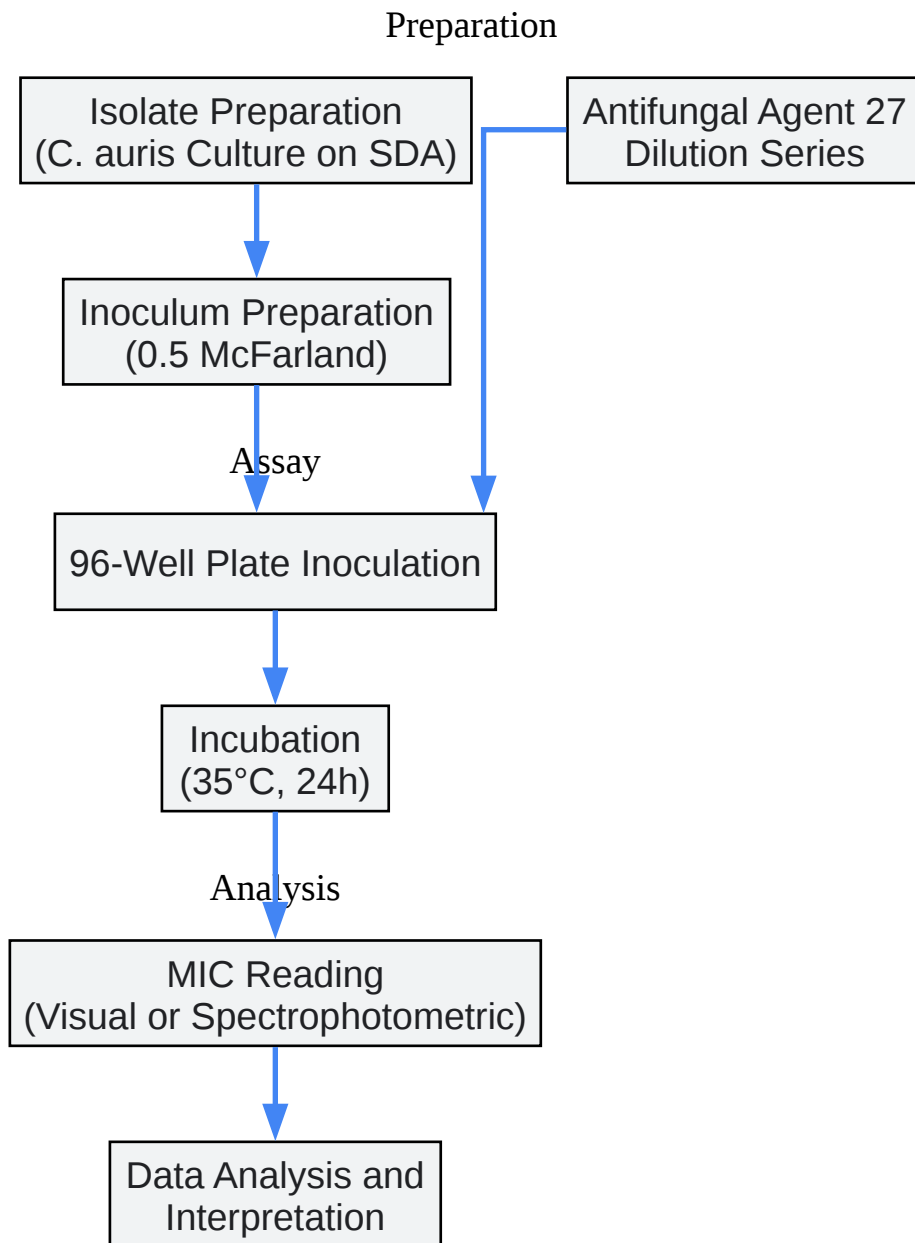 Preparation
Isolate Preparation
(C. auris Culture on SDA)
Antifungal Agent 27
Dilution Series
Inoculum Preparation
(0.5 McFarland)
Assay
96-Well Plate Inoculation
Incubation
(35°C, 24h)
Analysis
MIC Reading
(Visual or Spectrophotometric)
Data Analysis and
Interpretation